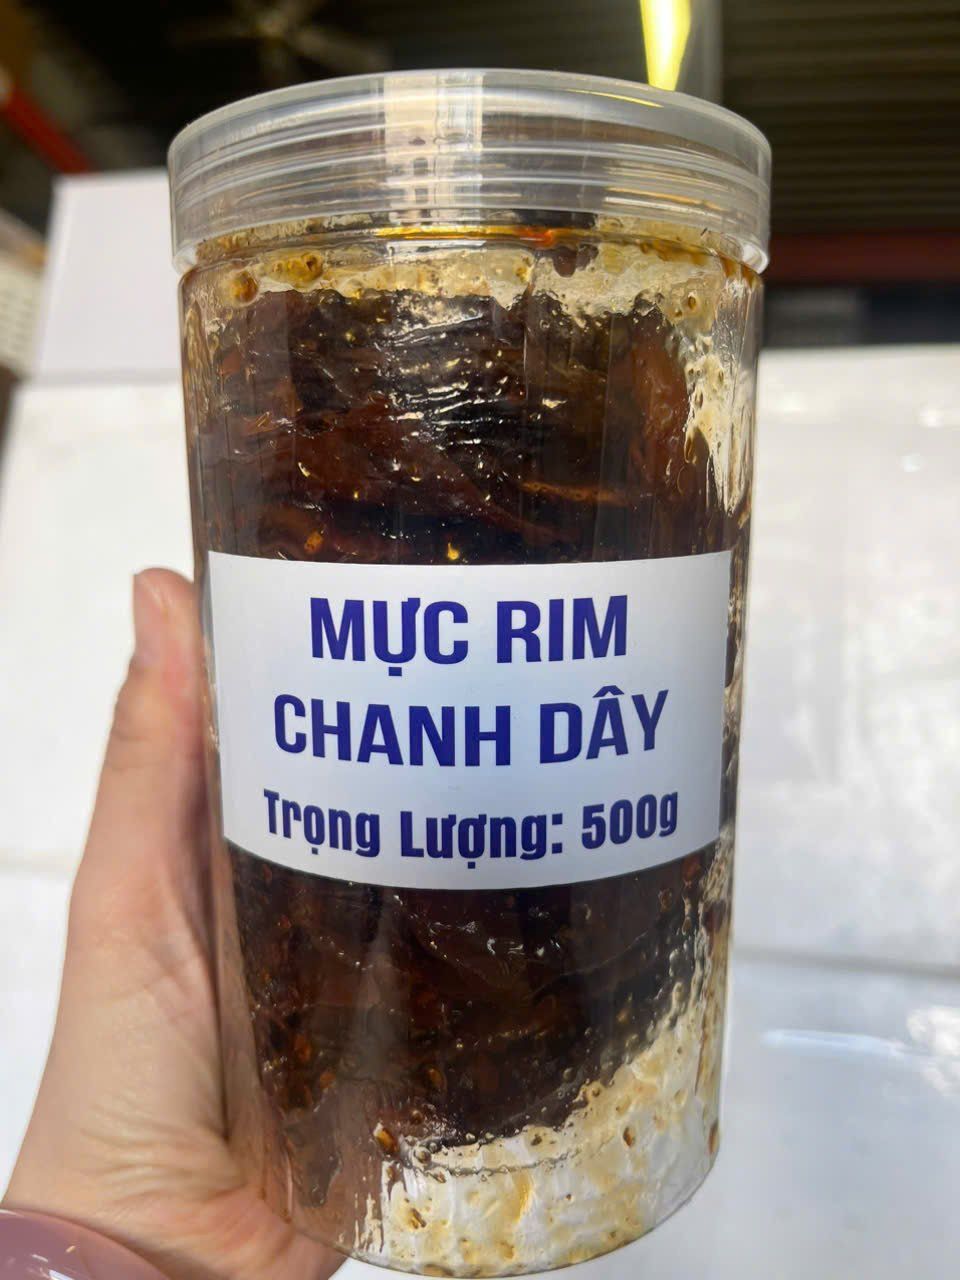 MỰC RIM
CHANH DÂY
Trọng Lượng: 500g